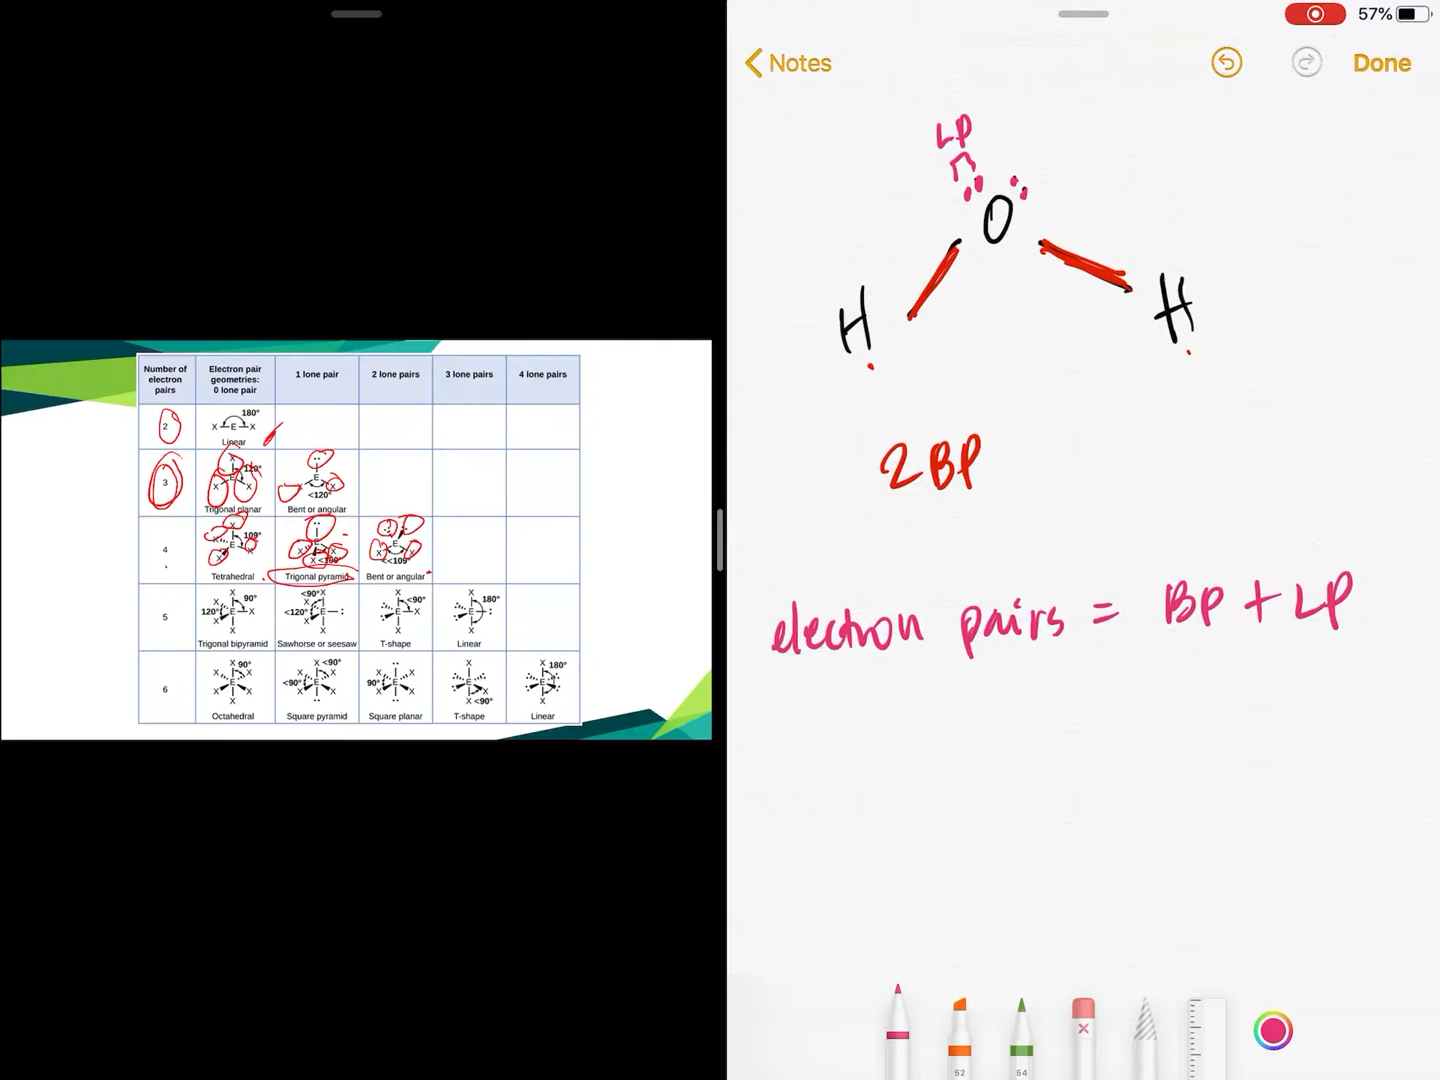 57%
Notes
Done
LP
O
H
H
2BP
electron pairs = BP + LP
52
54
Number of electron pairs
Electron pair geometries: 0 lone pair
1 lone pair
2 lone pairs
3 lone pairs
4 lone pairs
2
180°
X E X
Linear
3
X
120°
E
X X
Trigonal planar
E
X X
<120°
Bent or angular
4
X
X 109°
E
X X
Tetrahedral
E
X X
X <109°
Trigonal pyramid
E
X X
<<109°
Bent or angular
5
X 90°
X
120° E X
X
X
Trigonal bipyramid
<90° X
X
<120° E :
X
X
Sawhorse or seesaw
X <90°
E X
X
T-shape
X 180°
E
X
Linear
6
X 90°
X X
E
X X
X
Octahedral
X <90°
X X
<90° E
X X
Square pyramid
X X
90° E
X X
Square planar
X
E
X
X <90°
T-shape
X 180°
E
X
Linear